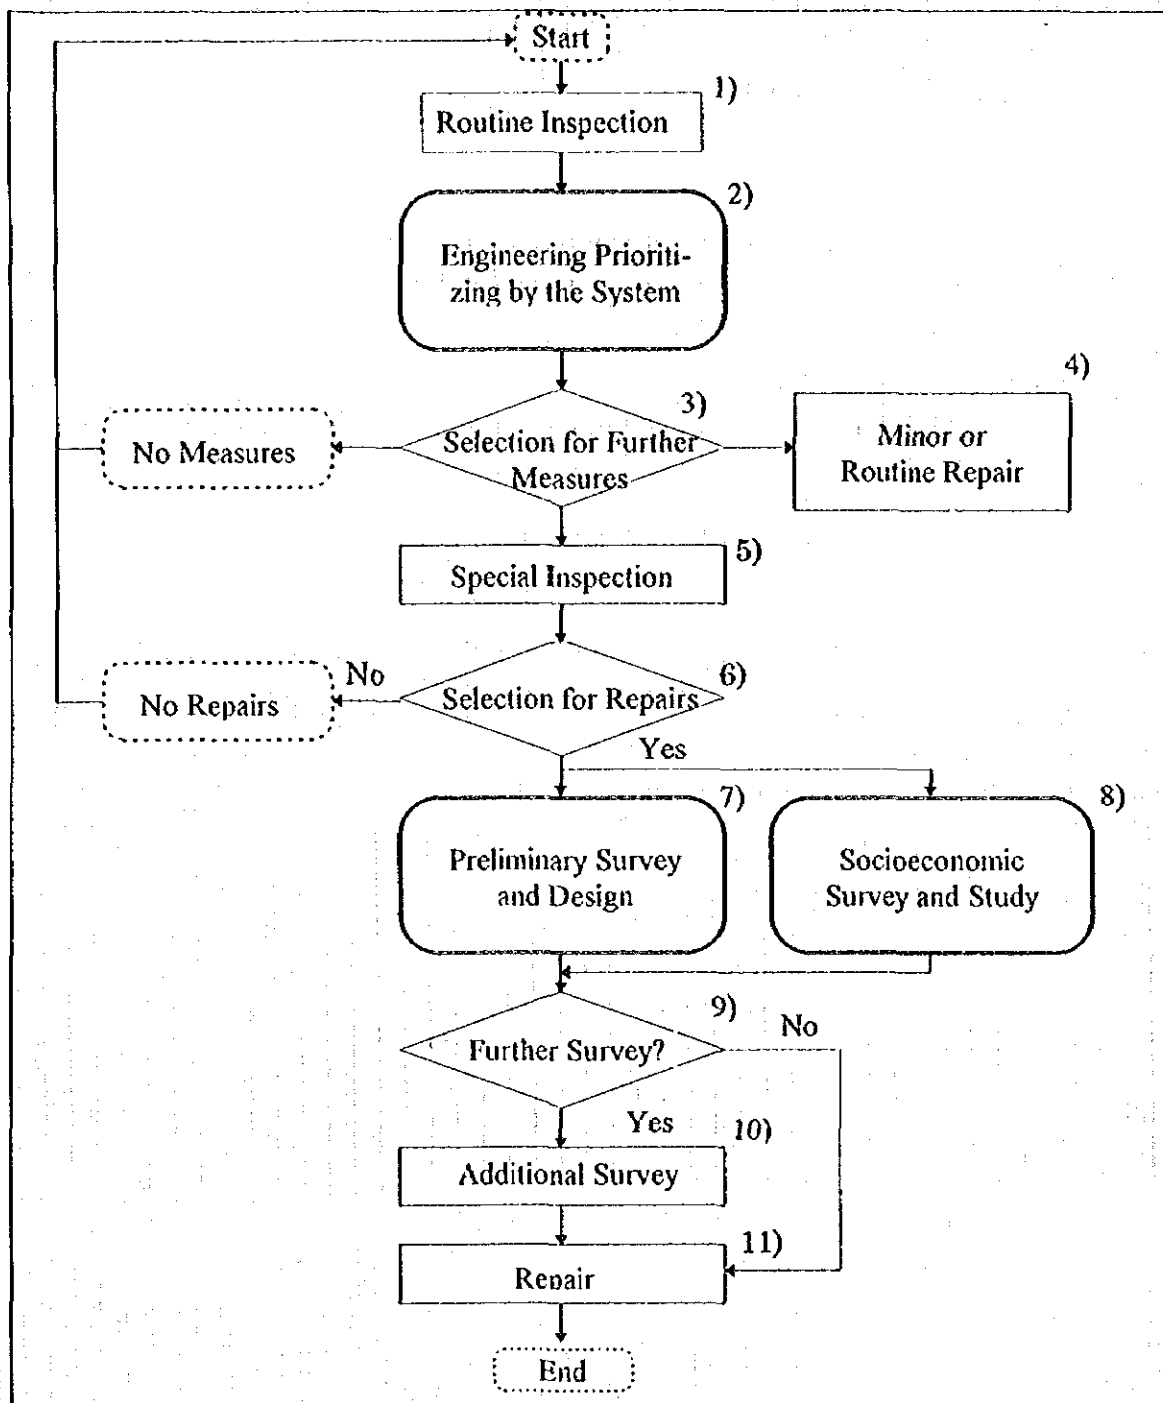 Start
1)
Routine Inspection
2)
Engineering Prioriti-
zing by the System
4)
3)
No Measures
Selection for Further
Measures
Minor or
Routine Repair
5)
Special Inspection
No
6)
No Repairs
Selection for Repairs
Yes
7)
8)
Preliminary Survey
and Design
Socioeconomic
Survey and Study
9)
No
Further Survey?
Yes
10)
Additional Survey
11)
Repair
End